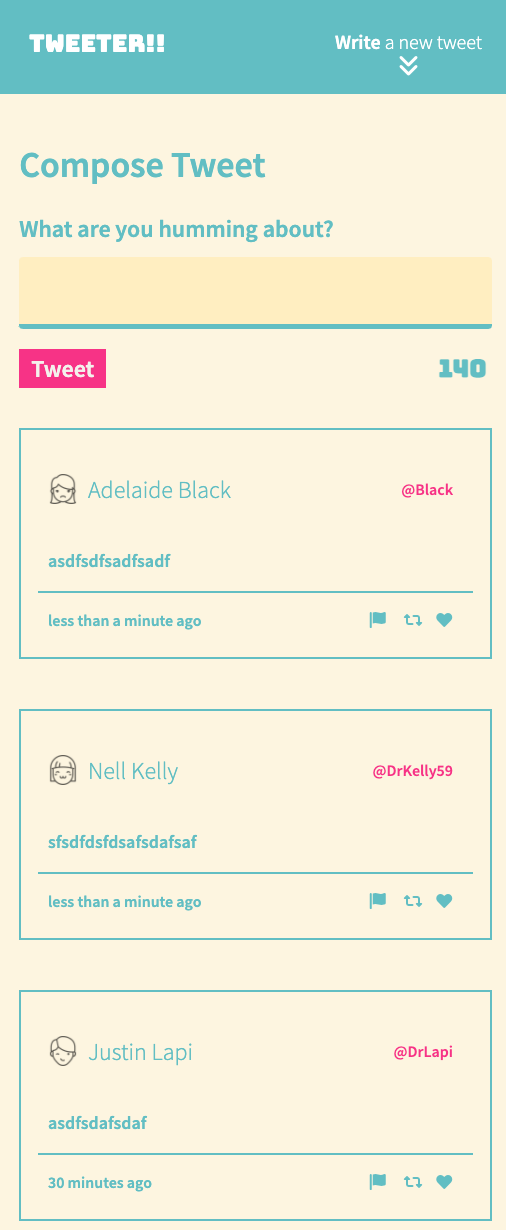 TWEETER!!
Write a new tweet
Compose Tweet
What are you humming about?
Tweet
140
Adelaide Black
@Black
asdfsdfsadfsadf
less than a minute ago
Nell Kelly
@DrKelly59
sfsdfdsfdsafsdafsaf
less than a minute ago
Justin Lapi
@DrLapi
asdfsdafsdaf
30 minutes ago